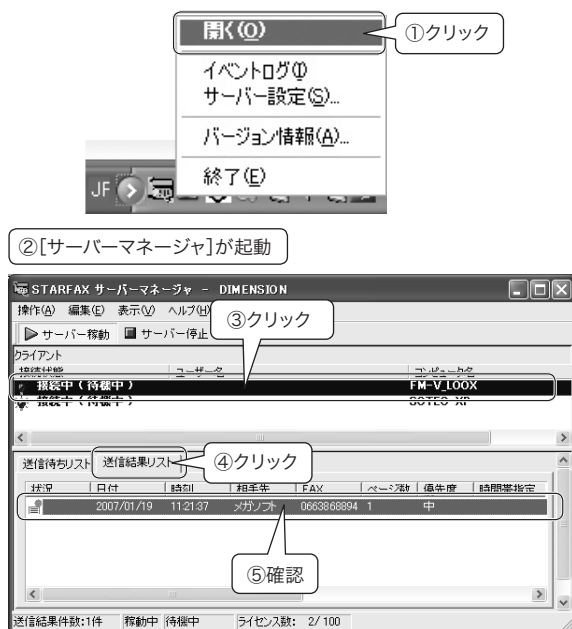 開く(O)
①クリック
イベントログ(I)
サーバー設定(S)...
バージョン情報(A)...
終了(E)
JF
②[サーバーマネージャ]が起動
STARFAX サーバーマネージャ - DIMENSION
操作(A) 編集(E) 表示(V) ヘルプ(H)
③クリック
サーバー稼動 サーバー停止
クライアント
接続状態 ユーザー名 コンピュータ名
接続中(待機中) FM-V_LOOX
接続中(待機中) SOTEC XP
送信待ちリスト 送信結果リスト
④クリック
状況 日付 時刻 相手先 FAX ページ数 優先度 時間帯指定
2007/01/19 11:21:37 メガソフト 0663868894 1 中
⑤確認
送信結果件数:1件 稼動中 待機中 ライセンス数: 2/100